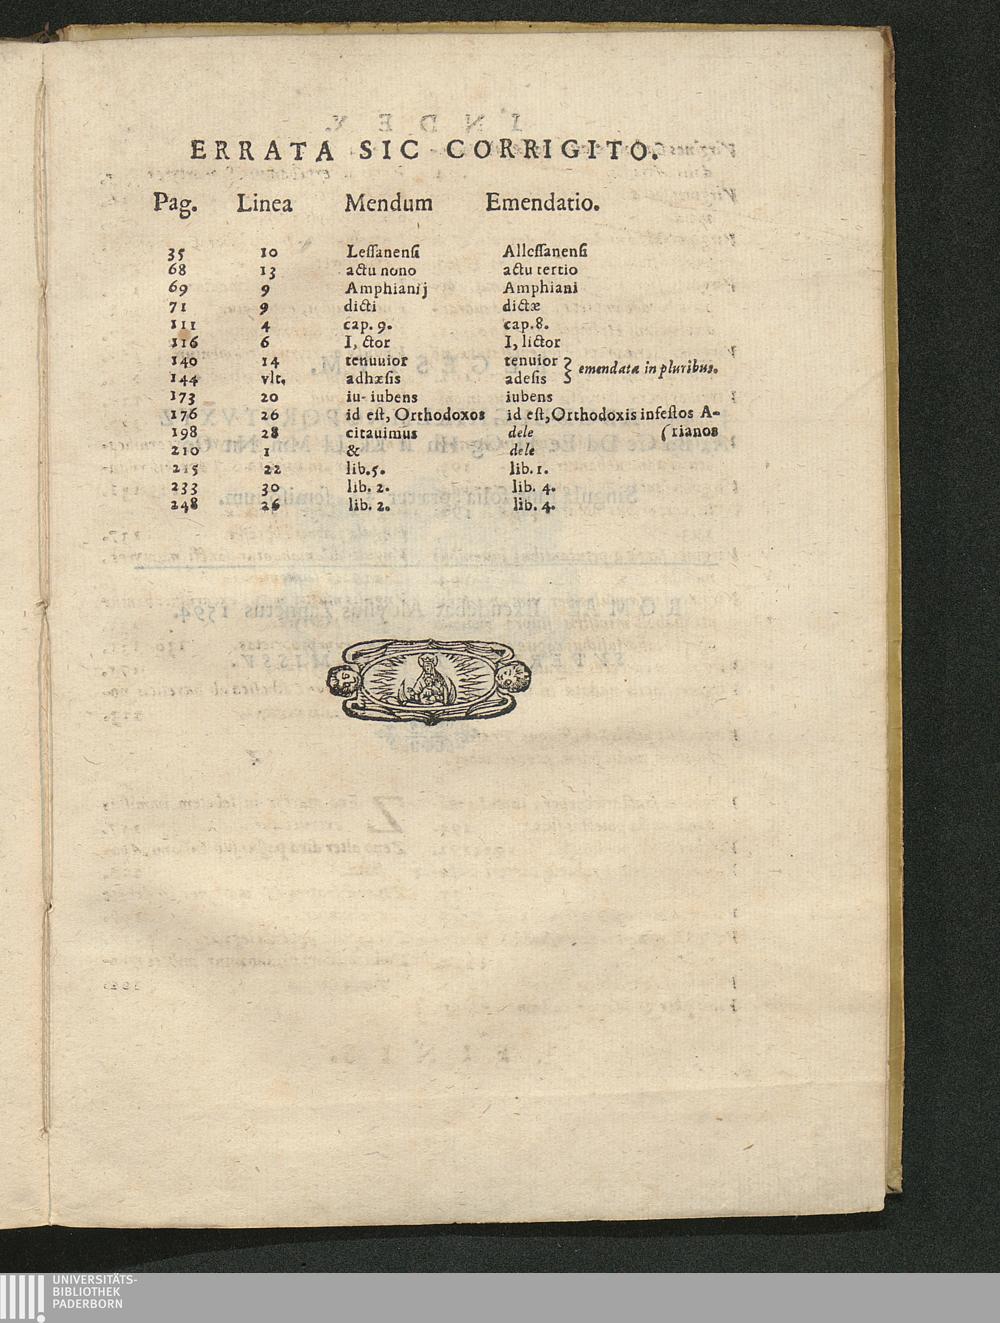 ERRATA SIC CORRIGITO.
Pag. Linea Mendum Emendatio.
35 10 Leſſanenſi Alleſſanenſi
68 13 actu nono actu tertio
69 9 Amphianij Amphiani
71 9 dicti dictæ
111 4 cap. 9. cap. 8.
116 6 I, ctor I, lictor
140 14 tenuuior tenuior } emendata in pluribus.
144 vlt. adhæſis adeſis }
173 20 iu- iubens iubens
176 26 id eſt, Orthodoxos id eſt, Orthodoxis infeſtos A-
198 28 citauimus dele (rianos
210 1 & dele
215 22 lib. 5. lib. 1.
233 30 lib. 2. lib. 4.
248 26 lib. 2. lib. 4.
UNIVERSITÄTS-
BIBLIOTHEK
PADERBORN